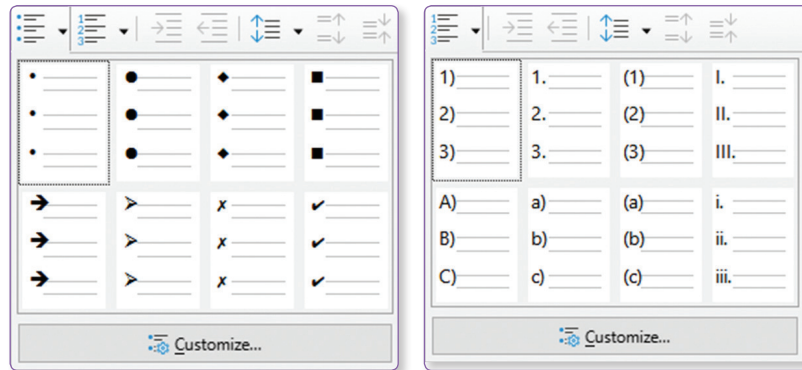 1) 1. (1) I.
2) 2. (2) II.
3) 3. (3) III.
A) a) (a) i.
B) b) (b) ii.
C) c) (c) iii.
Customize...
Customize...